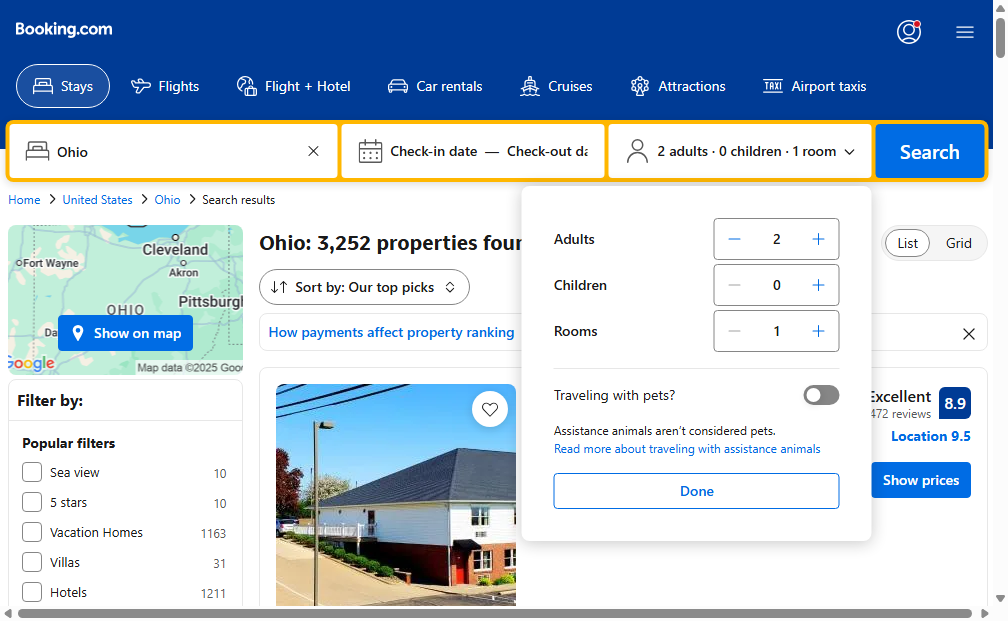 Booking.com
Stays
Flights
Flight + Hotel
Car rentals
Cruises
Attractions
TAXI Airport taxis
Ohio
Check-in date — Check-out da
2 adults · 0 children · 1 room
Search
Home > United States > Ohio > Search results
Cleveland
Fort Wayne
Akron
Pittsburgh
OHIO
Da
Show on map
Google
Map data ©2025 Goo
Ohio: 3,252 properties foun
List
Grid
Sort by: Our top picks
How payments affect property ranking
Adults
2
Children
0
Rooms
1
Traveling with pets?
Assistance animals aren't considered pets.
Read more about traveling with assistance animals
Done
Filter by:
Popular filters
Sea view 10
5 stars 10
Vacation Homes 1163
Villas 31
Hotels 1211
Excellent
472 reviews
8.9
Location 9.5
Show prices